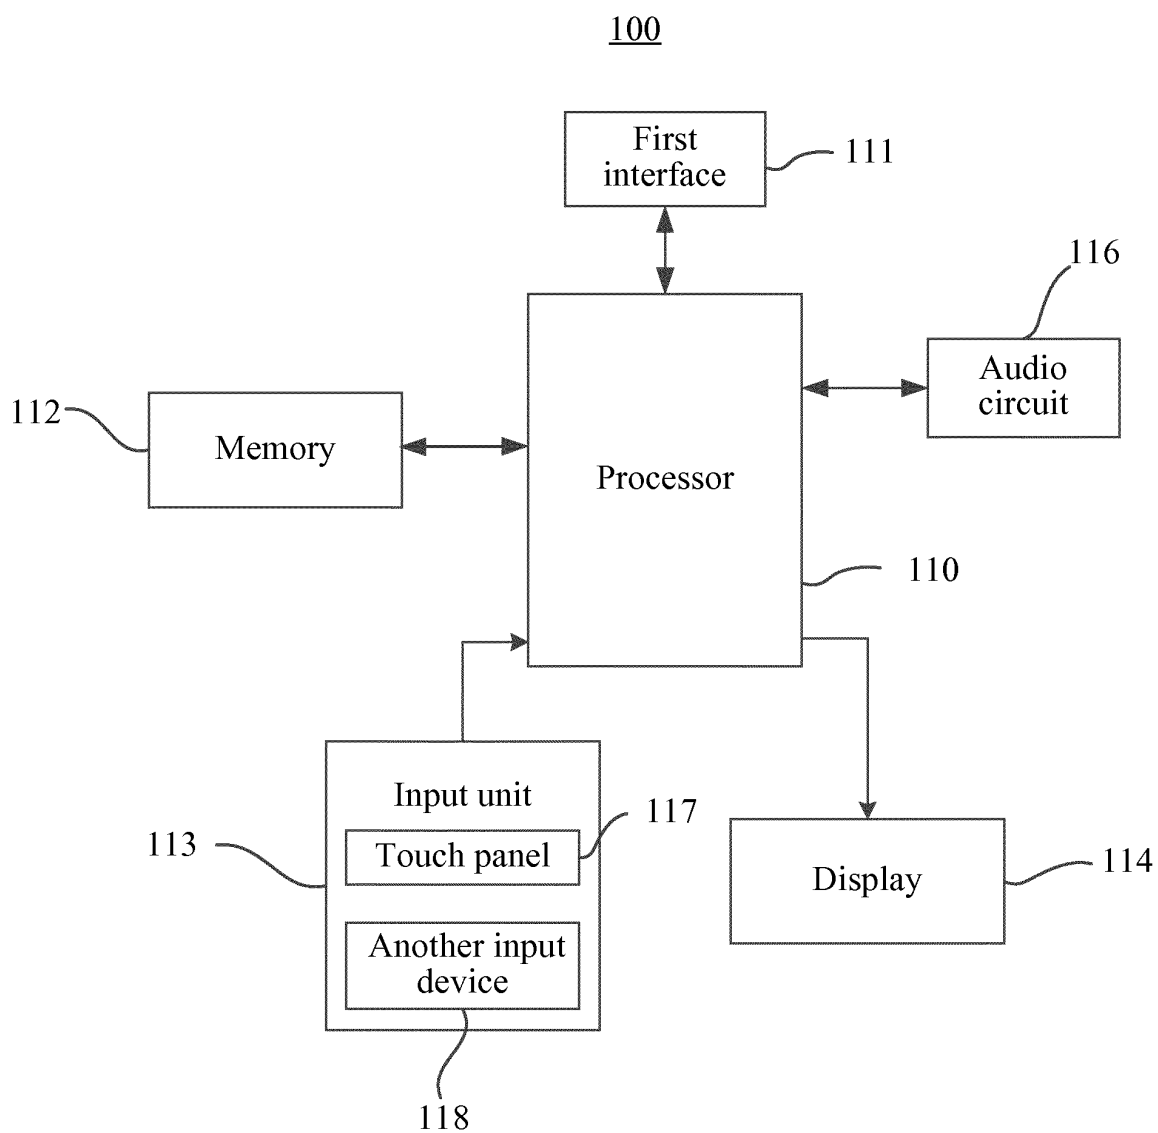 100
First
interface
111
116
Audio
circuit
112
Memory
Processor
110
Input unit
117
113
Touch panel
Another input
device
118
Display
114